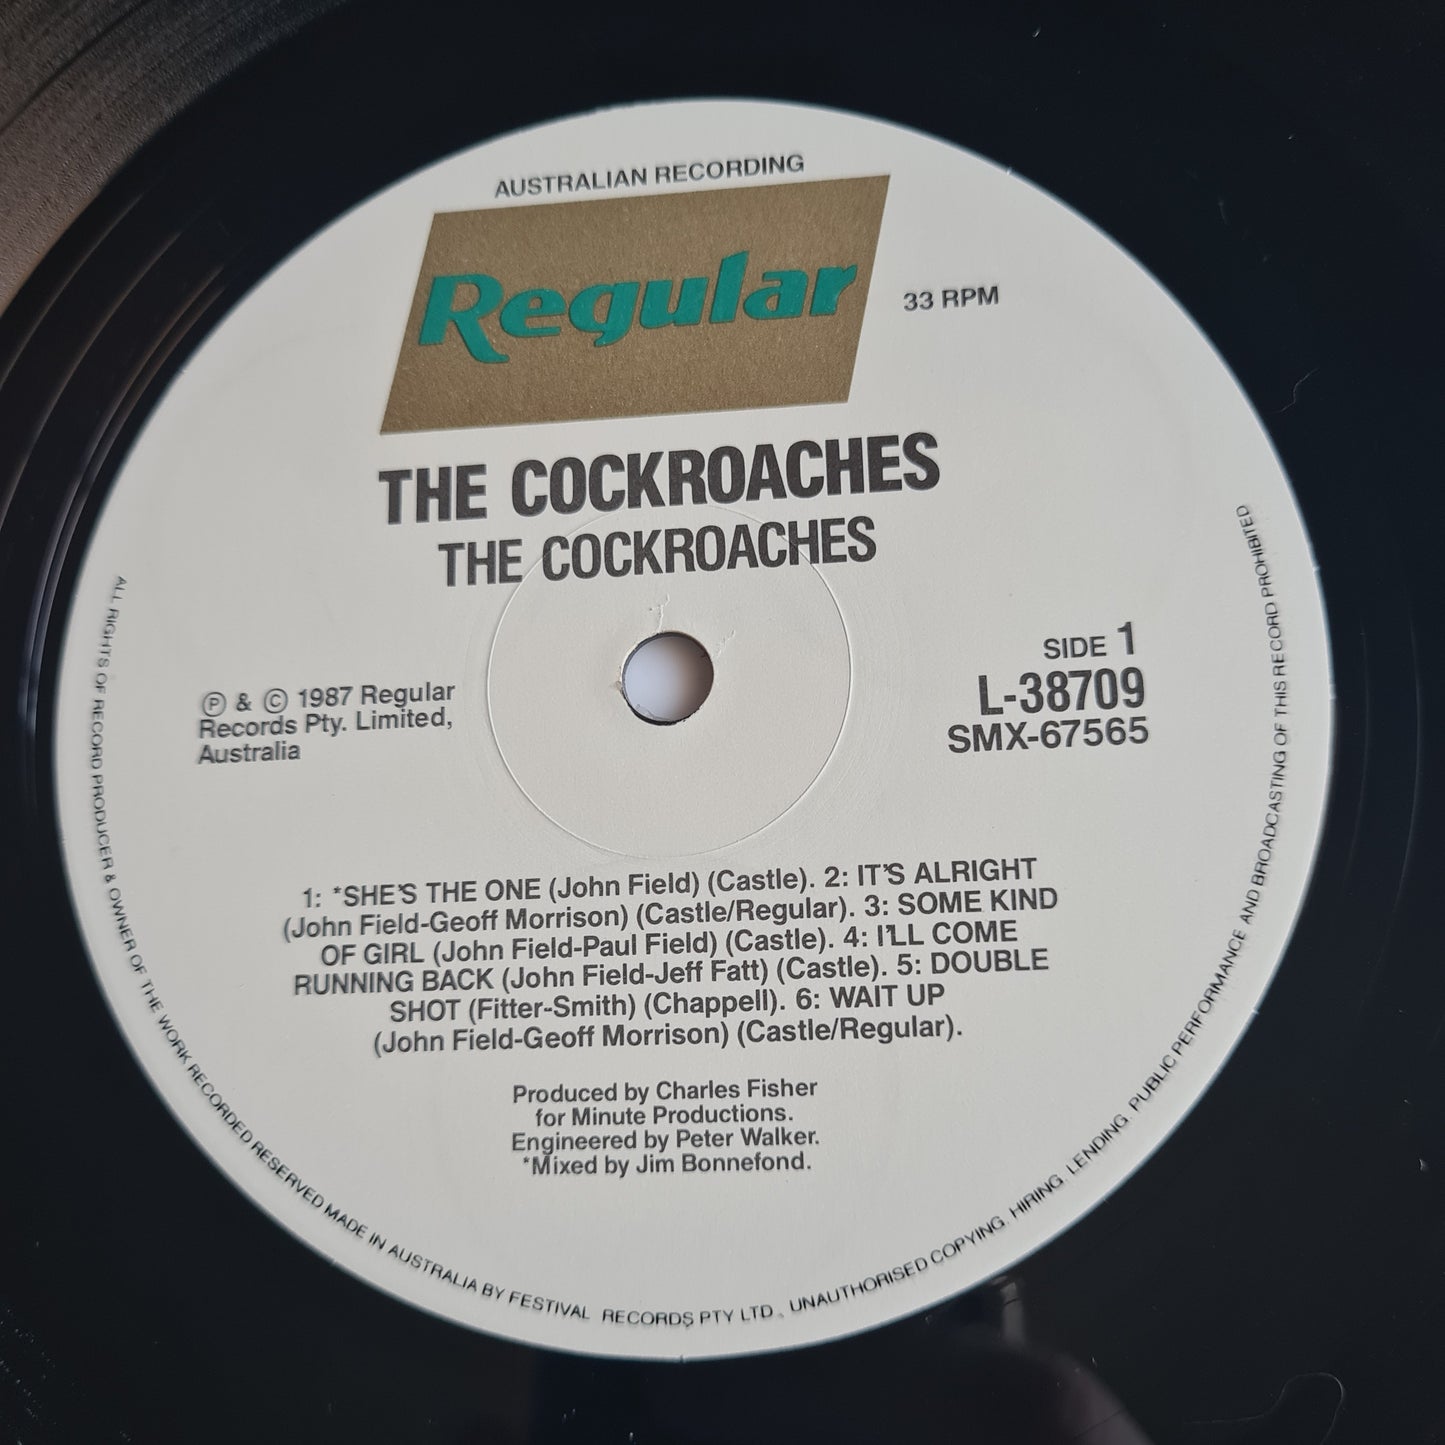 AUSTRALIAN RECORDING
Regular
33 RPM
THE COCKROACHES
THE COCKROACHES
Ⓟ & © 1987 Regular
Records Pty. Limited,
Australia
SIDE 1
L-38709
SMX-67565
1: *SHE'S THE ONE (John Field) (Castle). 2: IT'S ALRIGHT
(John Field-Geoff Morrison) (Castle/Regular). 3: SOME KIND
OF GIRL (John Field-Paul Field) (Castle). 4: I'LL COME
RUNNING BACK (John Field-Jeff Fatt) (Castle). 5: DOUBLE
SHOT (Fitter-Smith) (Chappell). 6: WAIT UP
(John Field-Geoff Morrison) (Castle/Regular).
Produced by Charles Fisher
for Minute Productions.
Engineered by Peter Walker.
*Mixed by Jim Bonnefond.
ALL RIGHTS OF RECORD PRODUCER & OWNER OF THE WORK RECORDED RESERVED MADE IN AUSTRALIA BY FESTIVAL RECORDS PTY LTD. UNAUTHORISED COPYING. HIRING. LENDING. PUBLIC PERFORMANCE AND BROADCASTING OF THIS RECORD PROHIBITED